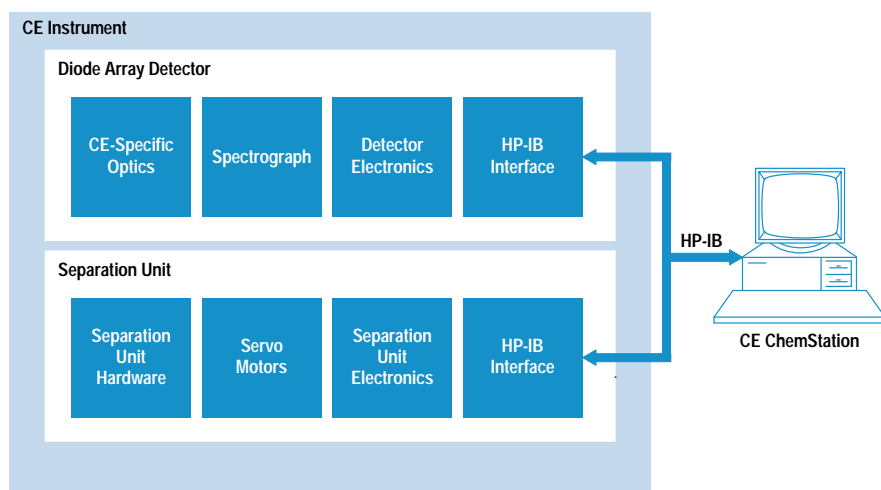 CE Instrument
Diode Array Detector
CE-Specific
Optics
Spectrograph
Detector
Electronics
HP-IB
Interface
HP-IB
CE ChemStation
Separation Unit
Separation
Unit
Hardware
Servo
Motors
Separation
Unit
Electronics
HP-IB
Interface